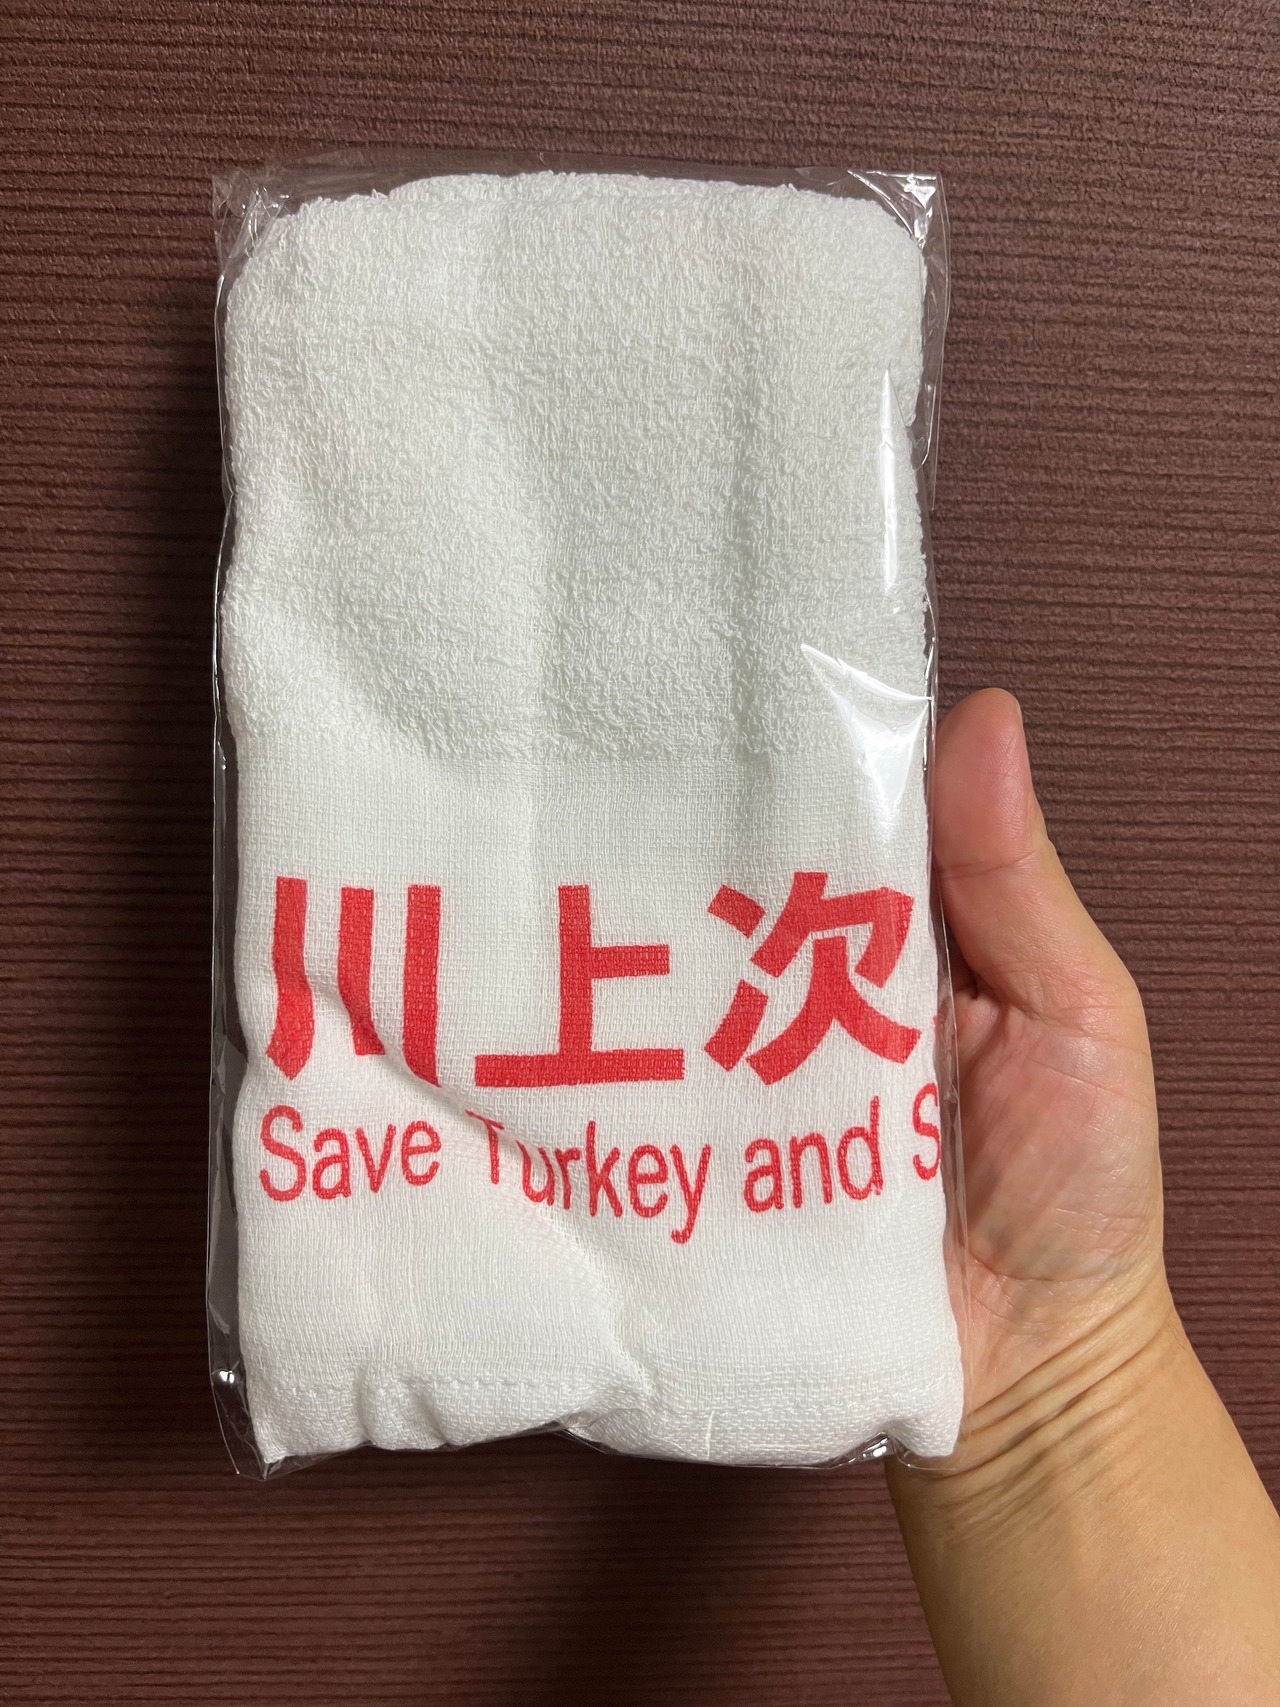 川上次
Save Turkey and S